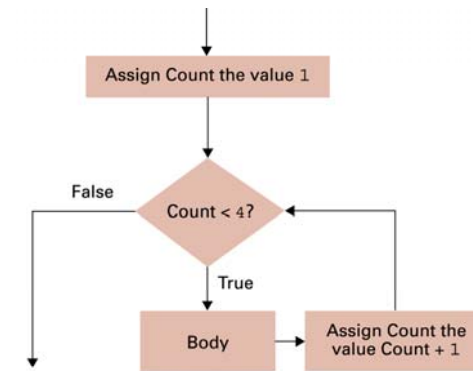 Assign Count the value 1
False
Count < 4?
True
Body
Assign Count the
value Count + 1